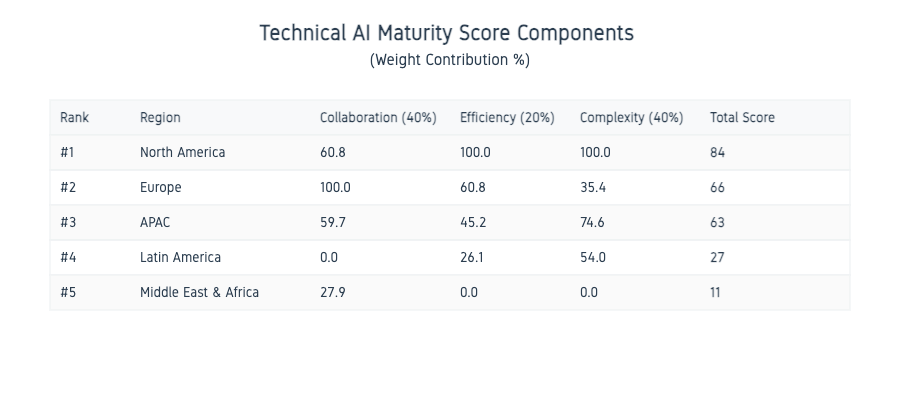 Technical AI Maturity Score Components
(Weight Contribution %)
Rank Region Collaboration (40%) Efficiency (20%) Complexity (40%) Total Score
#1 North America 60.8 100.0 100.0 84
#2 Europe 100.0 60.8 35.4 66
#3 APAC 59.7 45.2 74.6 63
#4 Latin America 0.0 26.1 54.0 27
#5 Middle East & Africa 27.9 0.0 0.0 11